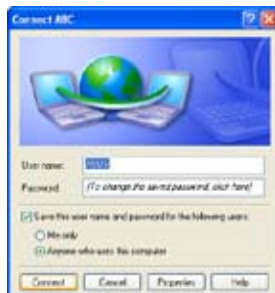 Connect ABC
User name:
Password: [To change the saved password, click here]
Save this user name and password for the following users:
Me only
Anyone who uses this computer
Connect Cancel Properties Help